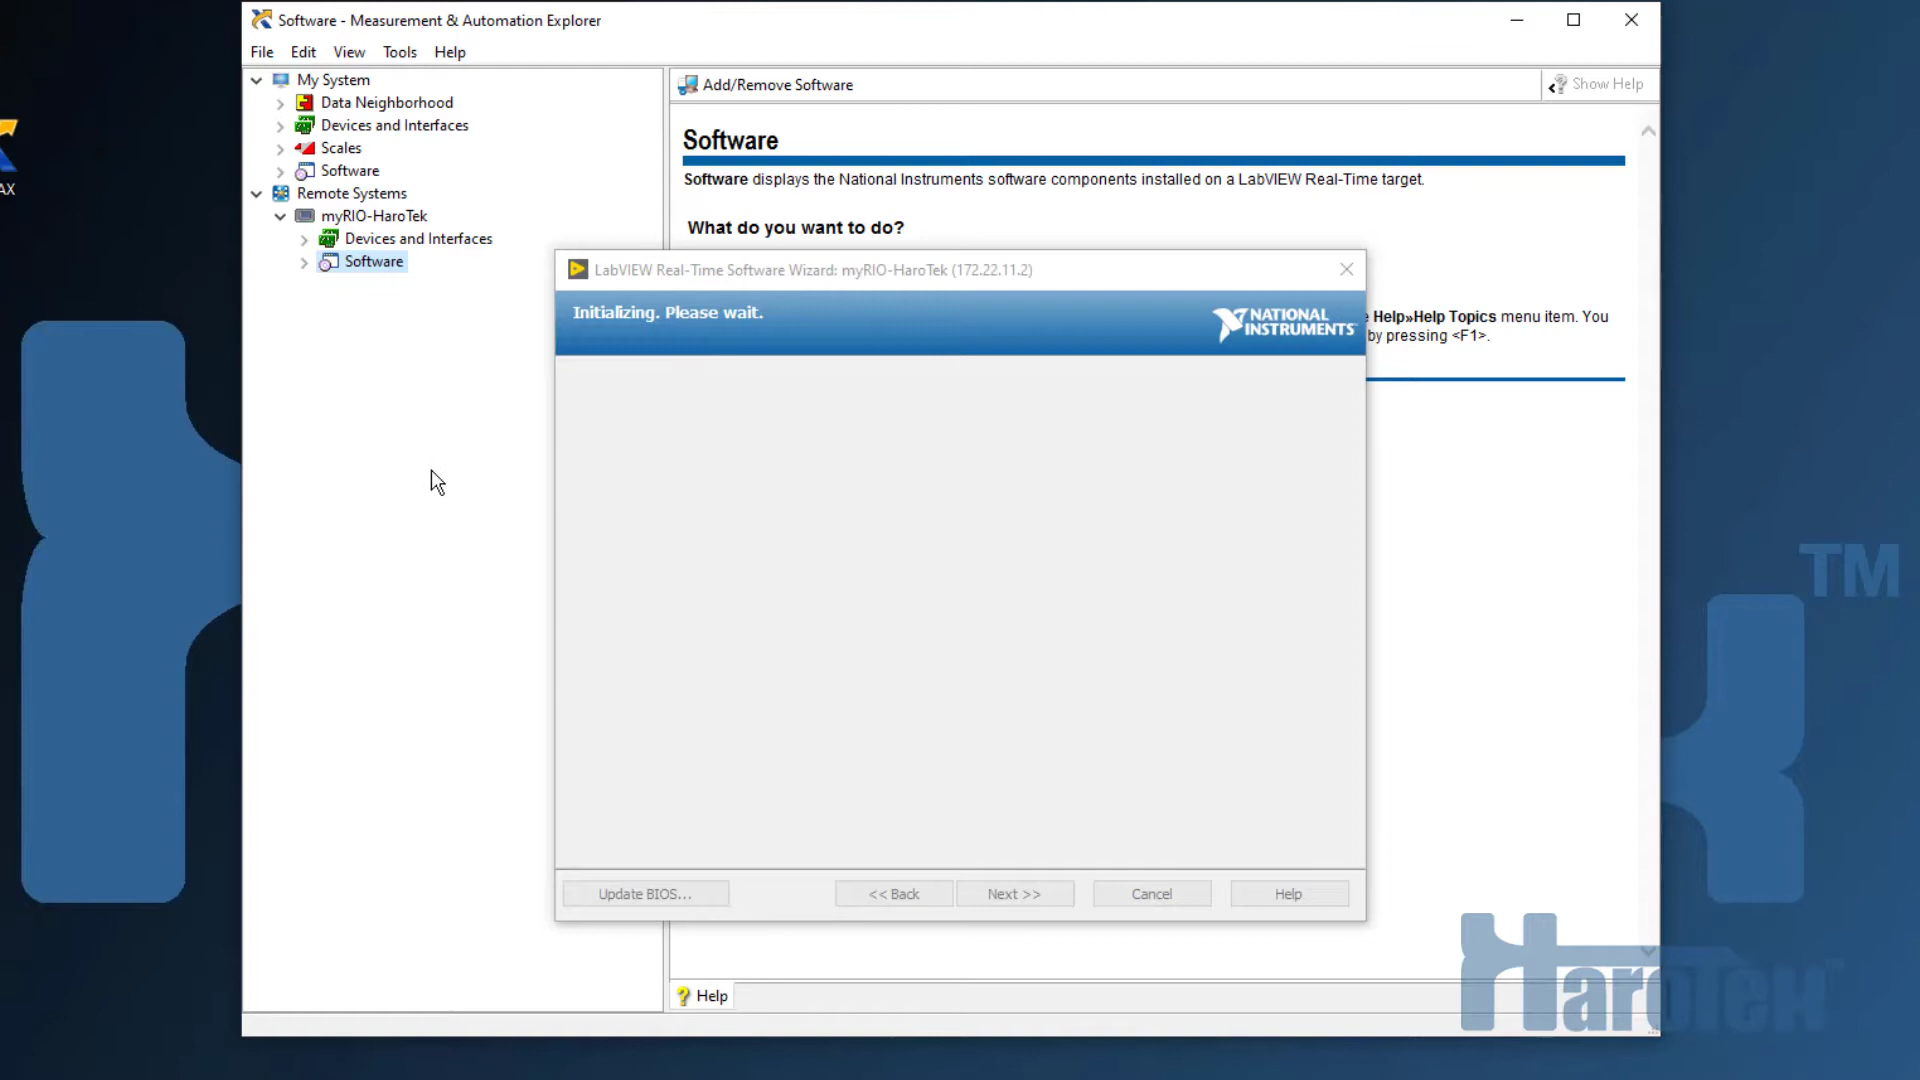 Software - Measurement & Automation Explorer
File Edit View Tools Help
My System
Data Neighborhood
Devices and Interfaces
Scales
Software
Remote Systems
myRIO-HaroTek
Devices and Interfaces
Software
AX
Add/Remove Software
Show Help
Software
Software displays the National Instruments software components installed on a LabVIEW Real-Time target.
What do you want to do?
Help»Help Topics menu item. You
by pressing <F1>.
LabVIEW Real-Time Software Wizard: myRIO-HaroTek (172.22.11.2)
Initializing. Please wait.
NATIONAL
INSTRUMENTS
Update BIOS...
<< Back
Next >>
Cancel
Help
Help
TM
HaroTek